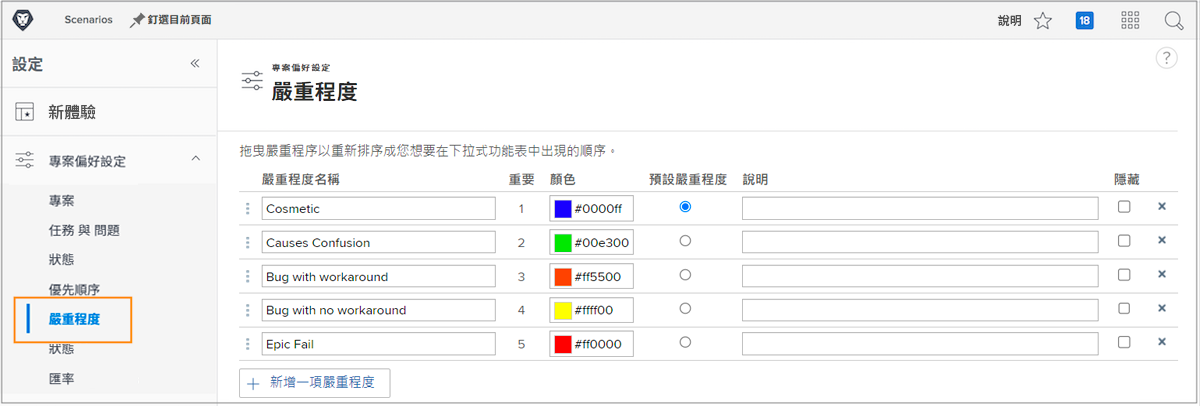 Scenarios 釘選目前頁面 說明 18
設定 «
?
專案偏好設定
嚴重程度
新體驗
專案偏好設定
專案
任務 與 問題
狀態
優先順序
嚴重程度
狀態
匯率
拖曳嚴重程序以重新排序成您想要在下拉式功能表中出現的順序。
嚴重程度名稱 重要 顏色 預設嚴重程度 說明 隱藏
Cosmetic 1 #0000ff
Causes Confusion 2 #00e300
Bug with workaround 3 #ff5500
Bug with no workaround 4 #ffff00
Epic Fail 5 #ff0000
新增一項嚴重程度